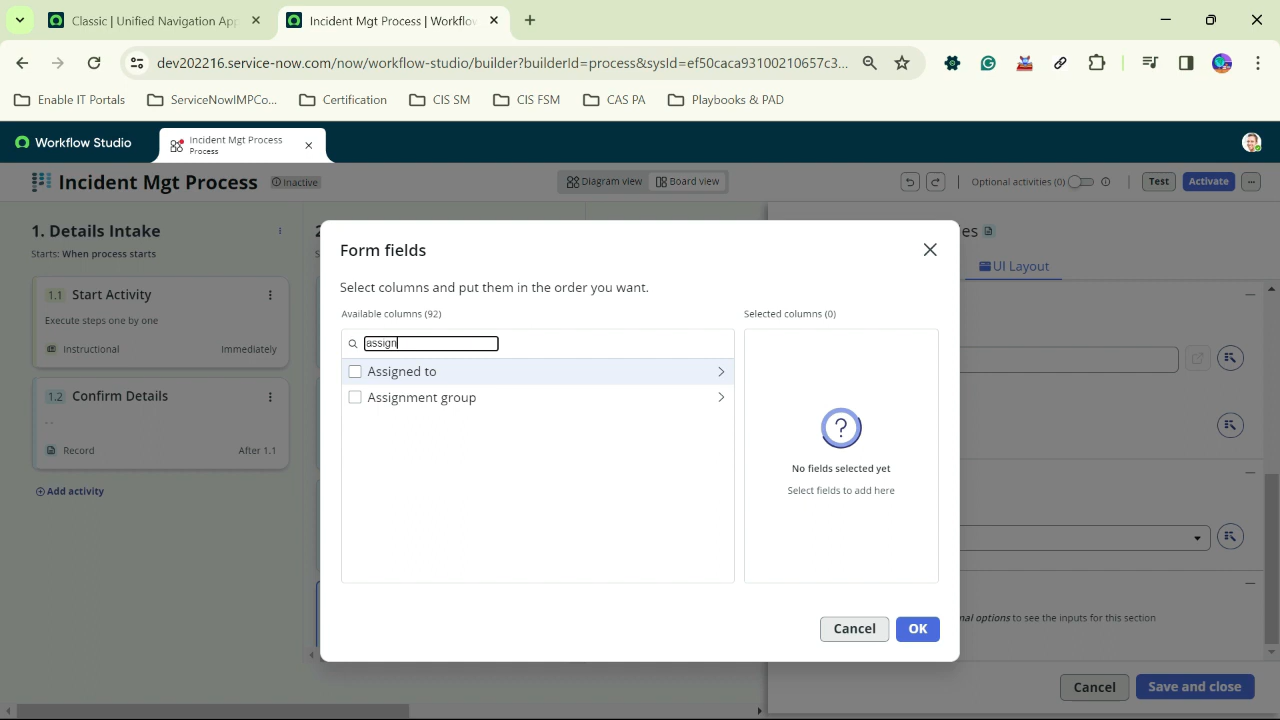 Classic | Unified Navigation App
Incident Mgt Process | Workflow
dev202216.service-now.com/now/workflow-studio/builder?builderId=process&sysId=ef50caca93100210657c3...
Enable IT Portals
ServiceNowIMPCo...
Certification
CIS SM
CIS FSM
CAS PA
Playbooks & PAD
Workflow Studio
Incident Mgt Process
Process
Incident Mgt Process
Inactive
Diagram view
Board view
Optional activities (0)
Test
Activate
...
1. Details Intake
Starts: When process starts
1.1 Start Activity
Execute steps one by one
Instructional
Immediately
1.2 Confirm Details
. .
Record
After 1.1
Add activity
2
S
Form fields
Select columns and put them in the order you want.
Available columns (92)
assign
Assigned to
Assignment group
Selected columns (0)
?
No fields selected yet
Select fields to add here
Cancel
OK
es
UI Layout
nal options to see the inputs for this section
Cancel
Save and close